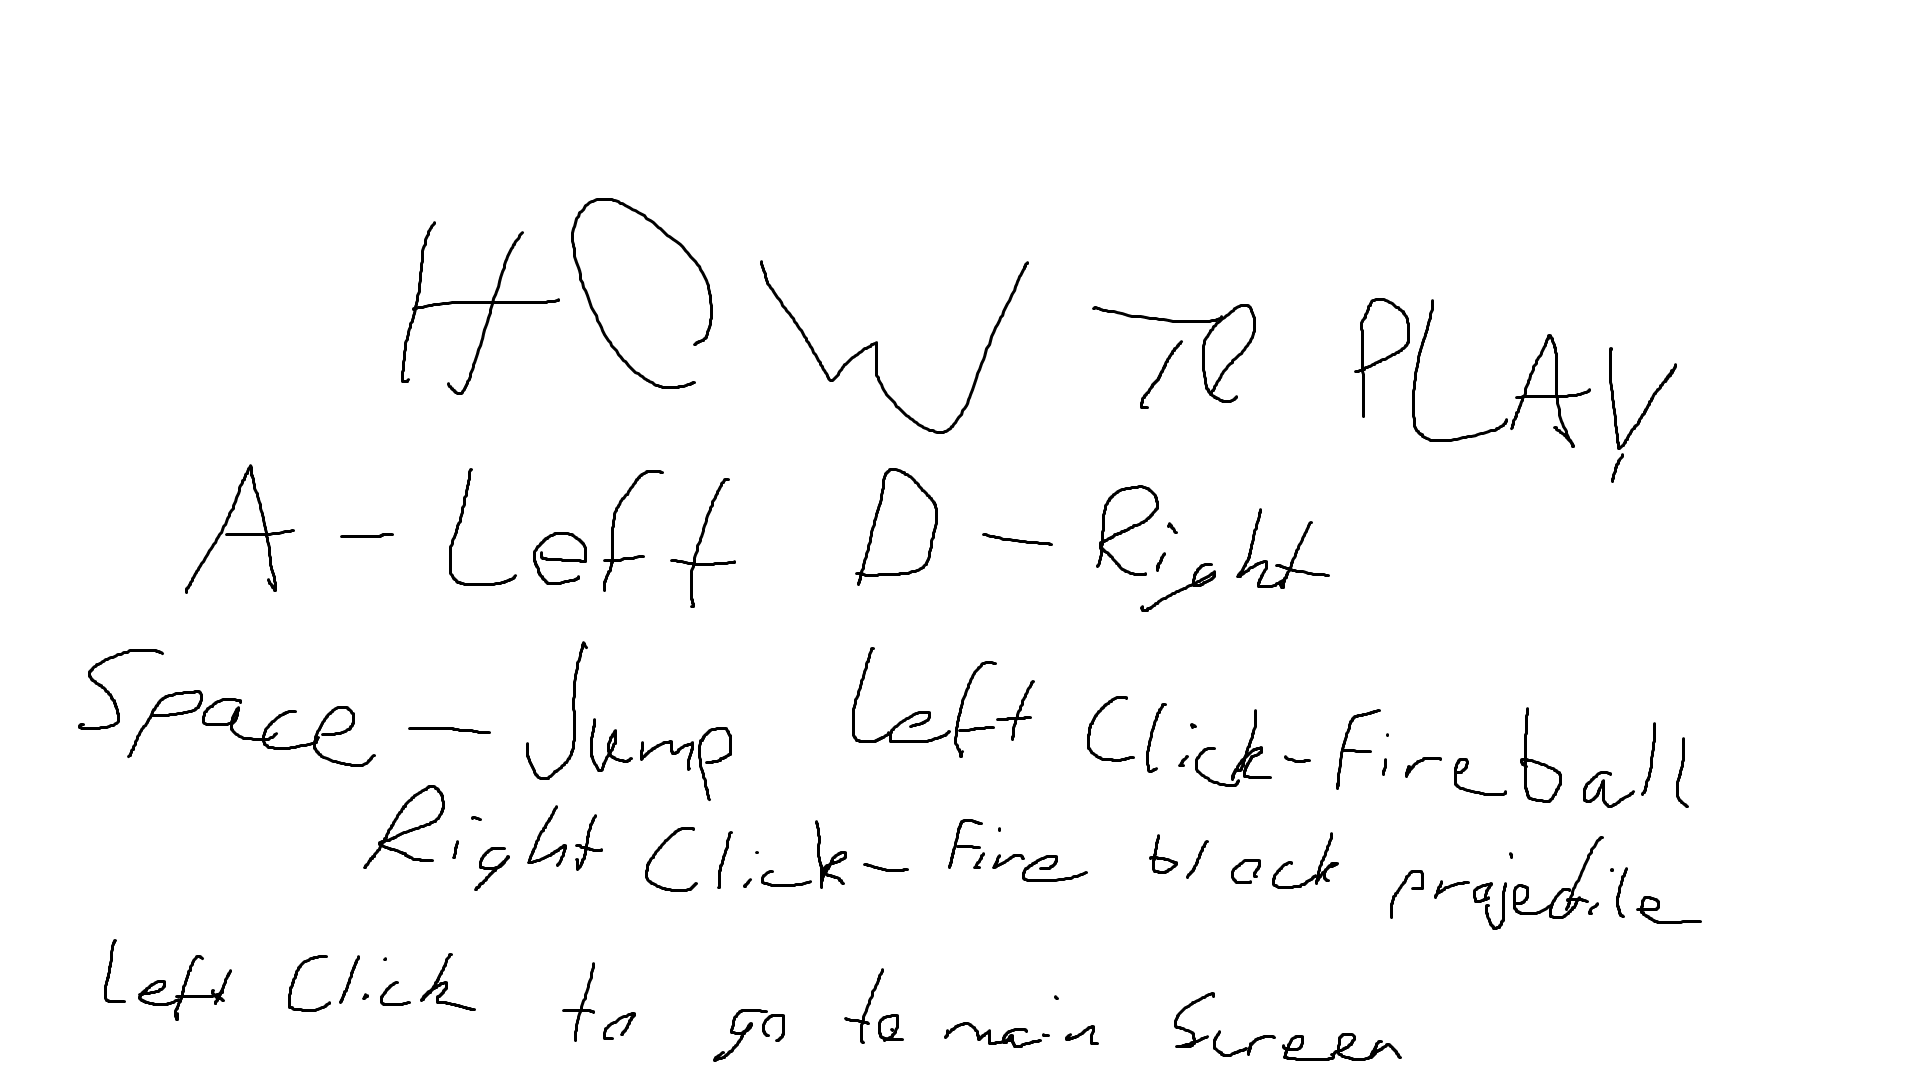 HOW TO PLAY
A - Left D - Right
Space - Jump Left Click - Fireball
Right Click - Fire block projectile
Left Click to go to main Screen